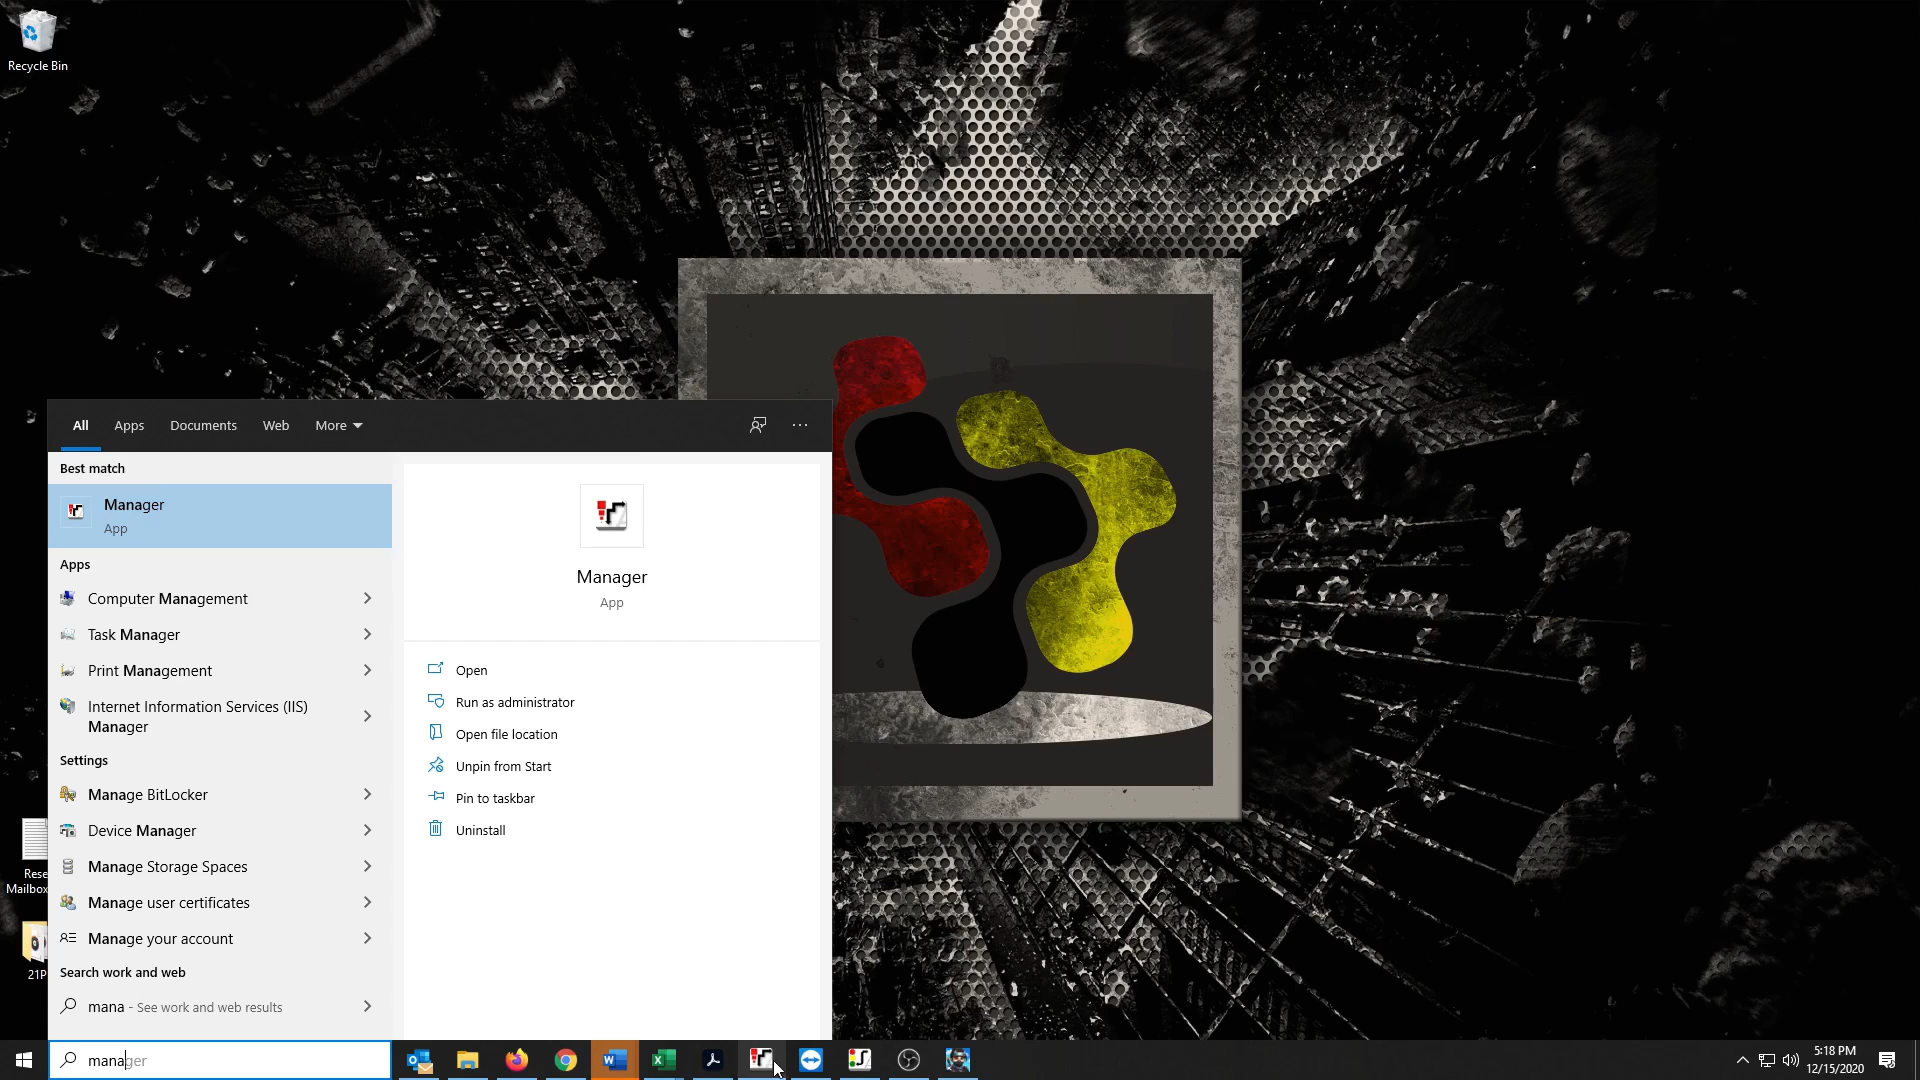 Recycle Bin
All
Apps
Documents
Web
More
Best match
Manager
App
Apps
Computer Management
Task Manager
Print Management
Internet Information Services (IIS)
Manager
Settings
Manage BitLocker
Device Manager
Manage Storage Spaces
Manage user certificates
Manage your account
Search work and web
mana - See work and web results
Manager
App
Open
Run as administrator
Open file location
Unpin from Start
Pin to taskbar
Uninstall
Rese
Mailbox
21P
manager
5:18 PM
12/15/2020